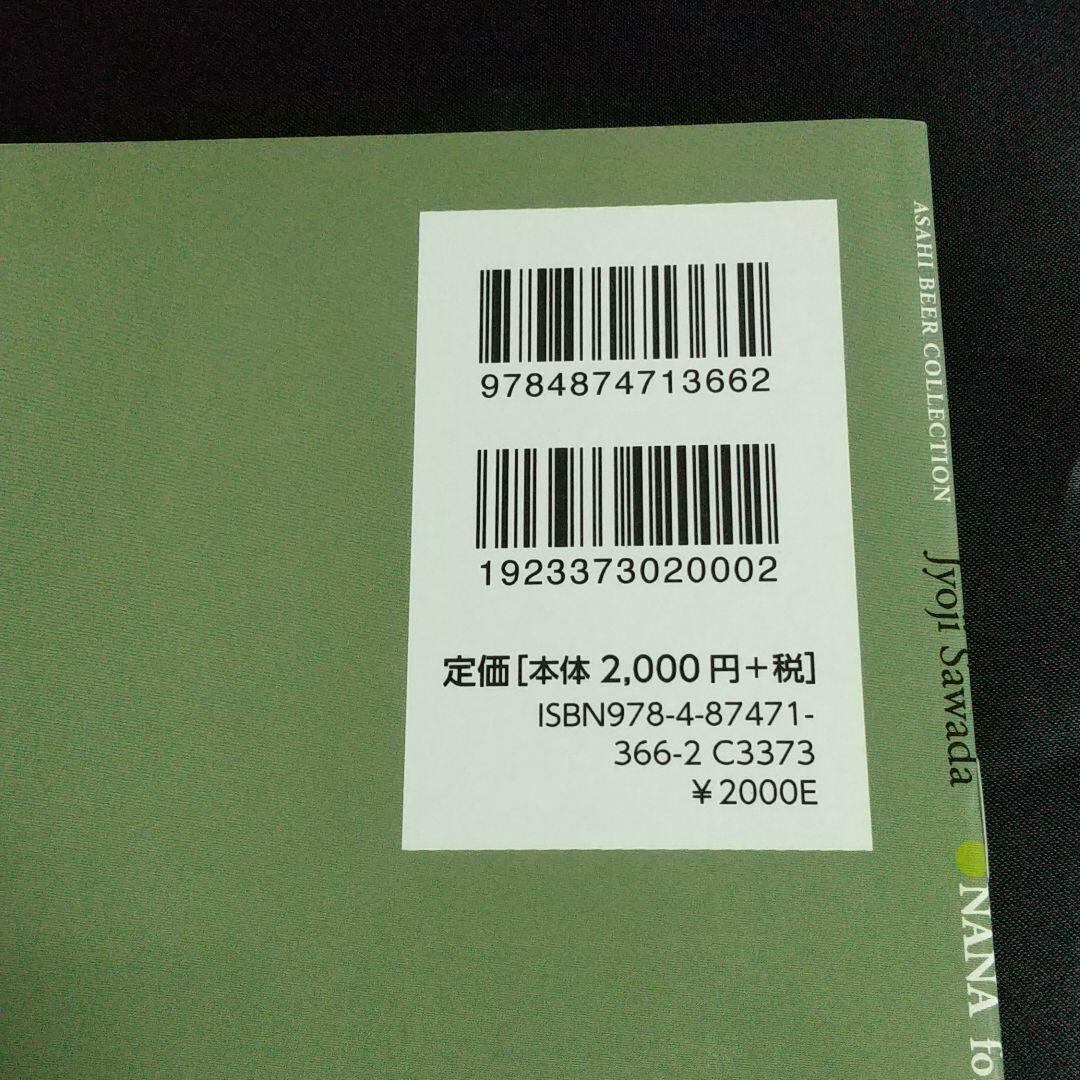 9784874713662
1923373020002
定価[本体 2,000 円+税]
ISBN978-4-87471-
366-2 C3373
¥2000E
ASAHI BEER COLLECTION Jyoji Sawada ●NANA fo